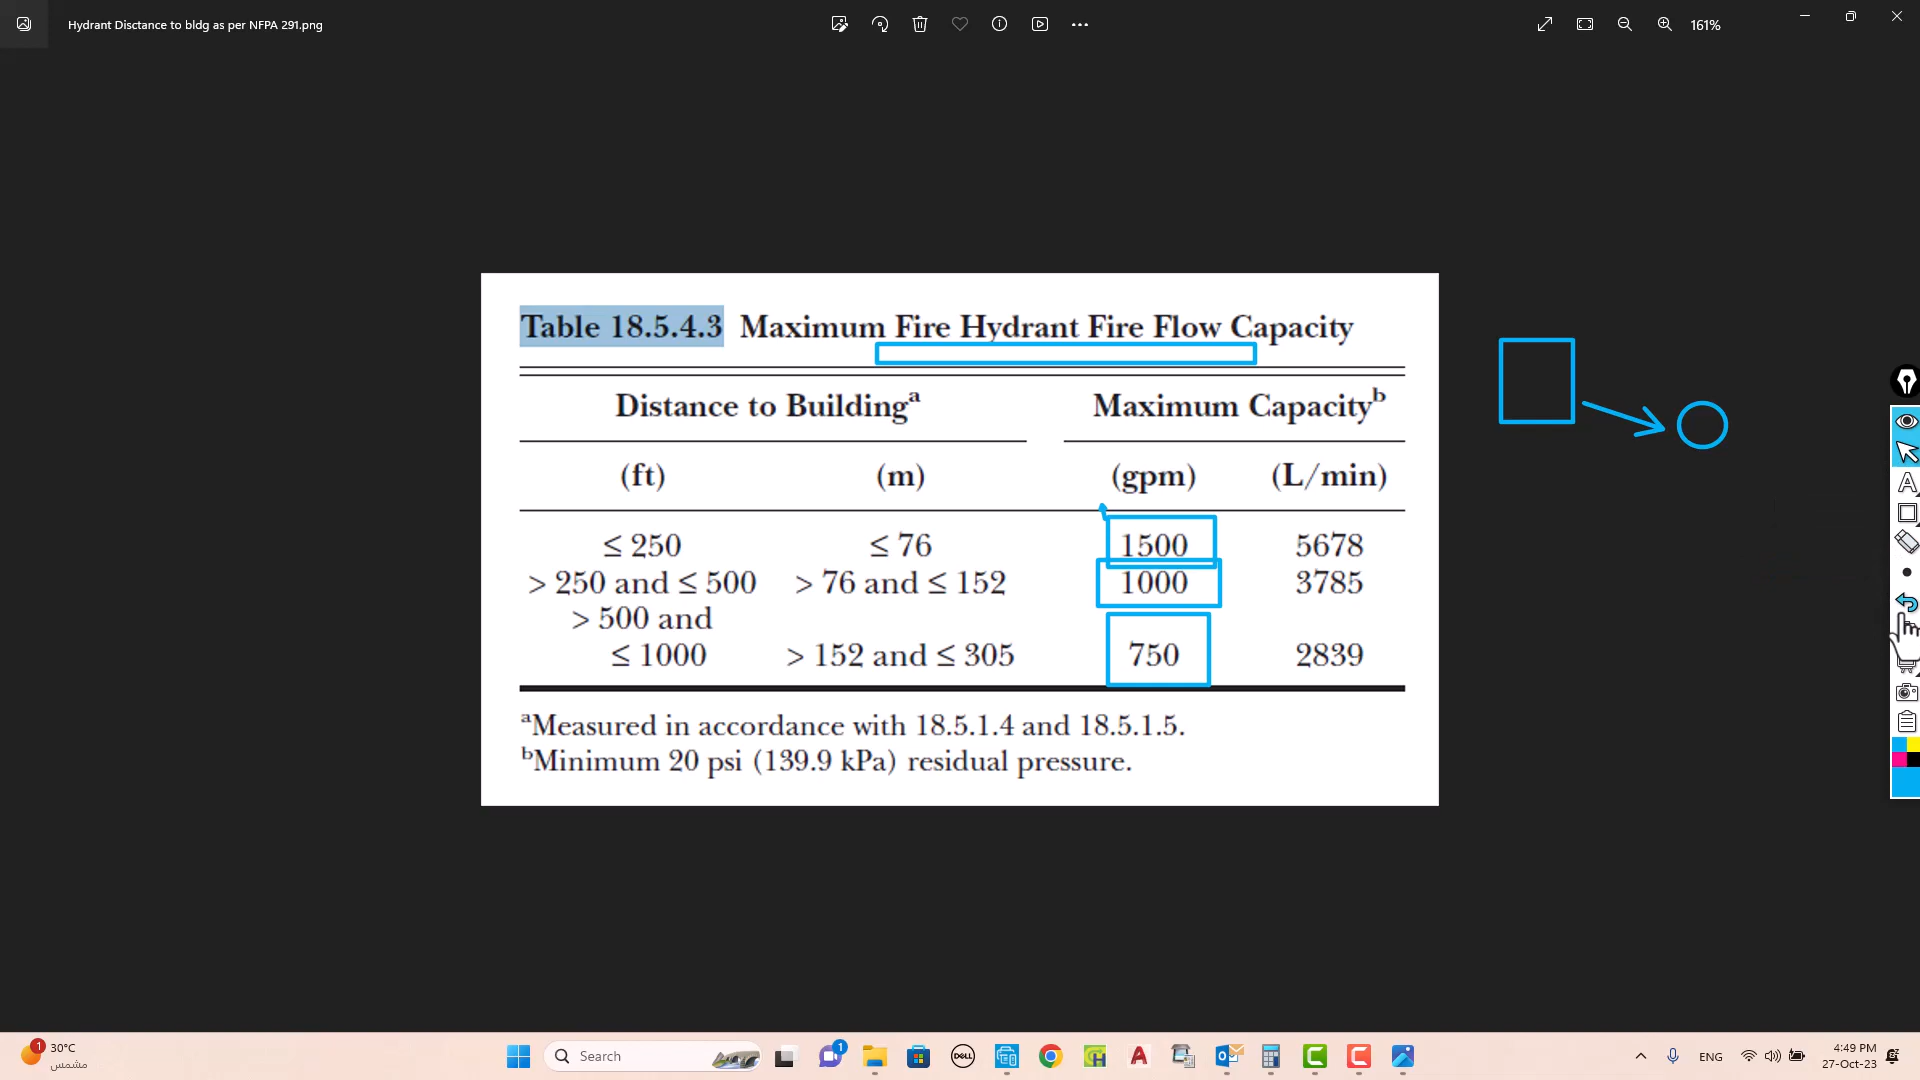 Hydrant Disctance to bldg as per NFPA 291.png
161%
Table 18.5.4.3 Maximum Fire Hydrant Fire Flow Capacity
Distance to Buildingᵃ Maximum Capacityᵇ
(ft) (m) (gpm) (L/min)
≤ 250 ≤ 76 1500 5678
> 250 and ≤ 500 > 76 and ≤ 152 1000 3785
> 500 and
≤ 1000 > 152 and ≤ 305 750 2839
ᵃMeasured in accordance with 18.5.1.4 and 18.5.1.5.
ᵇMinimum 20 psi (139.9 kPa) residual pressure.
A
1
30°C
مشمس
Search
1
DELL
ENG
4:49 PM
27-Oct-23